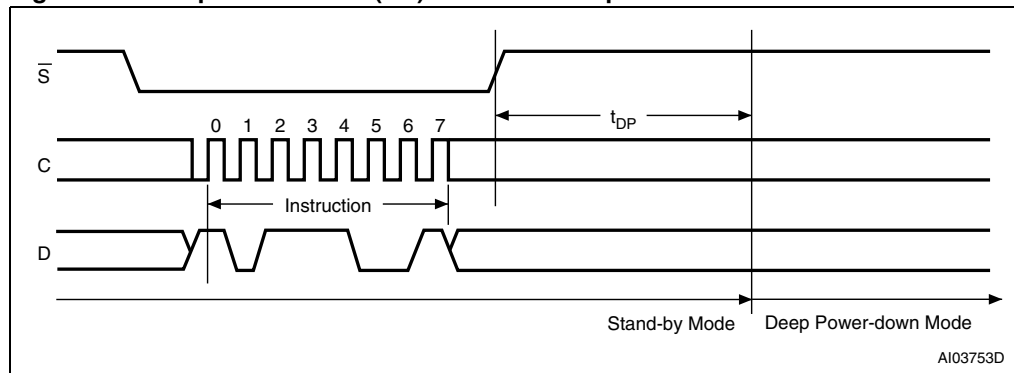 S
0 1 2 3 4 5 6 7
tDP
C
Instruction
D
Stand-by Mode Deep Power-down Mode
AI03753D